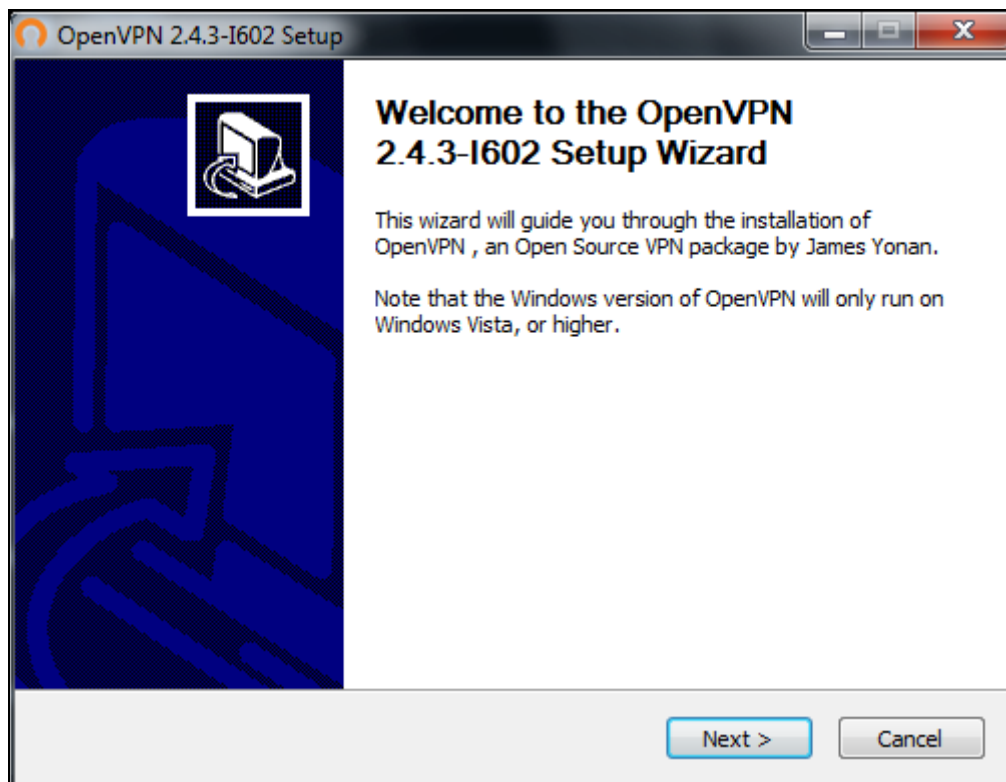 OpenVPN 2.4.3-I602 Setup
Welcome to the OpenVPN
2.4.3-I602 Setup Wizard
This wizard will guide you through the installation of
OpenVPN , an Open Source VPN package by James Yonan.
Note that the Windows version of OpenVPN will only run on
Windows Vista, or higher.
Next >
Cancel